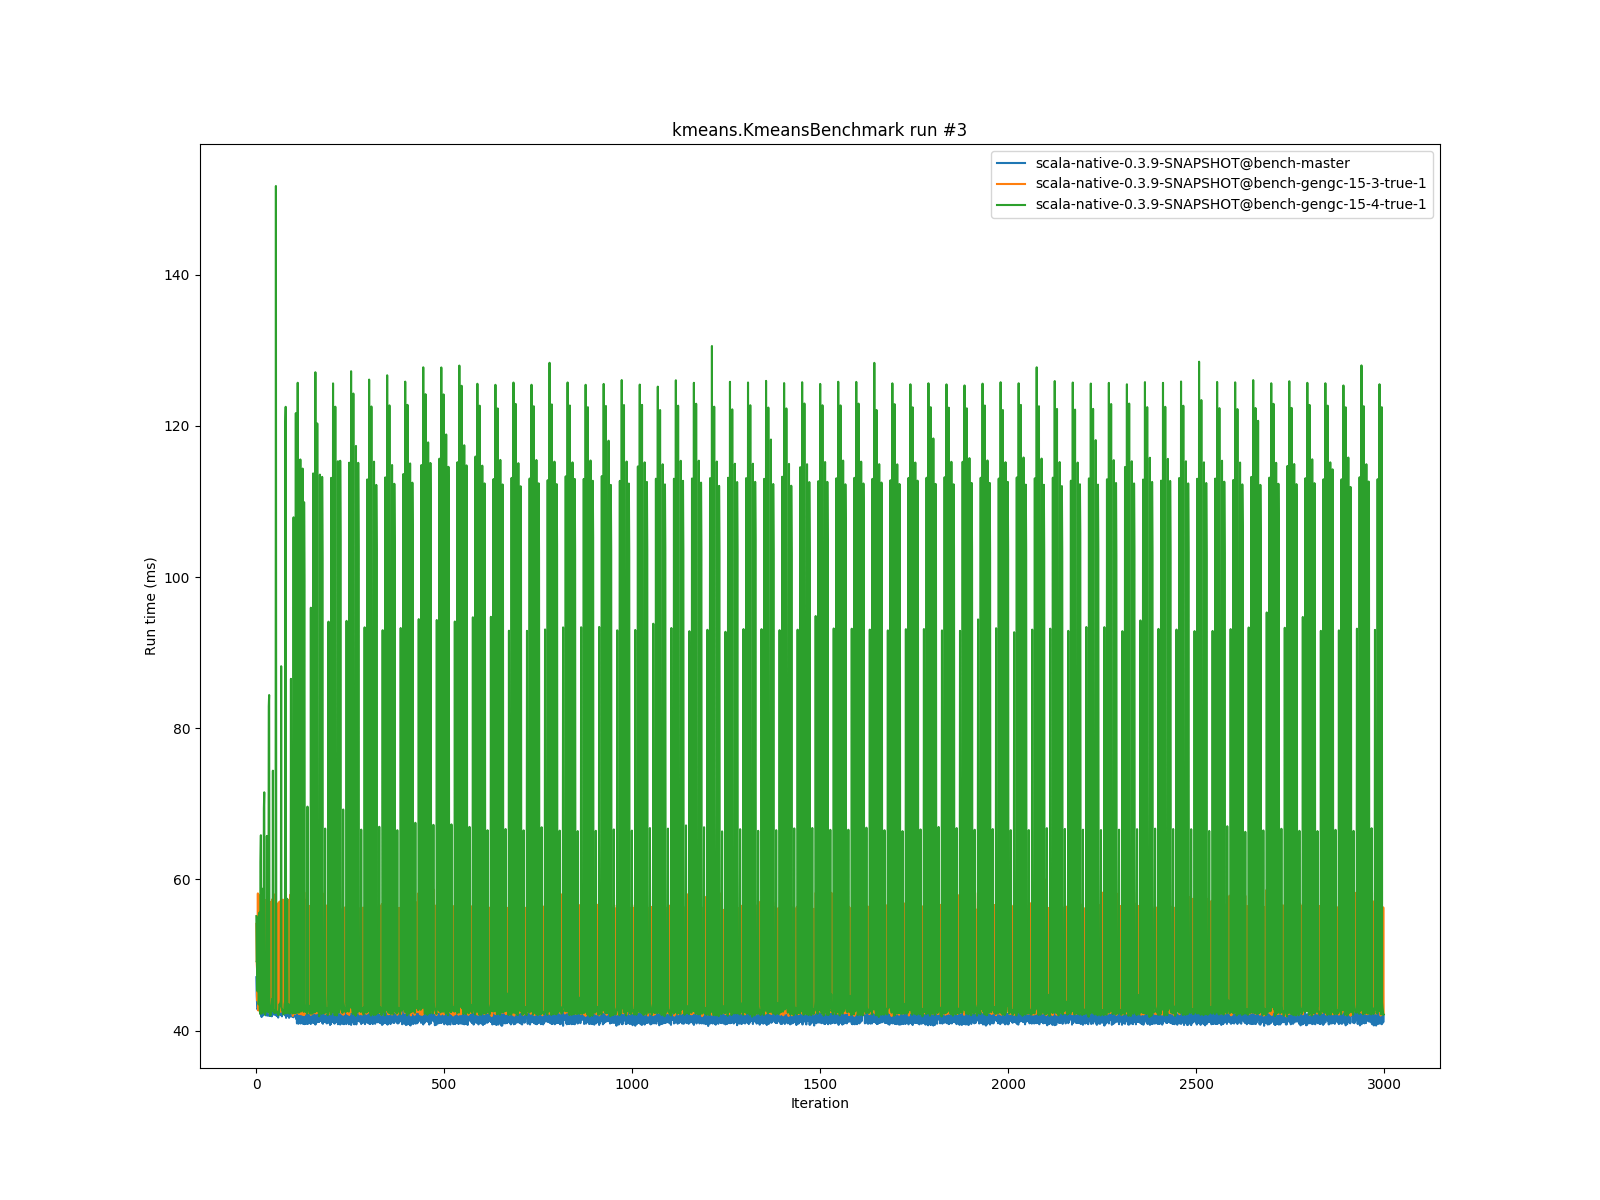 kmeans.KmeansBenchmark run #3
scala-native-0.3.9-SNAPSHOT@bench-master
scala-native-0.3.9-SNAPSHOT@bench-gengc-15-3-true-1
scala-native-0.3.9-SNAPSHOT@bench-gengc-15-4-true-1
140
120
100
80
60
40
Run time (ms)
0 500 1000 1500 2000 2500 3000
Iteration